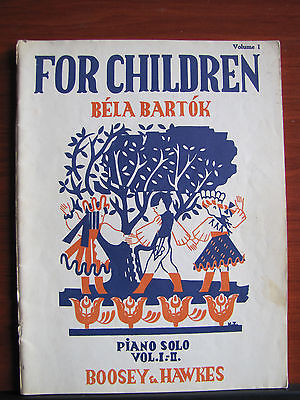 Volume I
FOR CHILDREN
BÉLA BARTÓK
PIANO SOLO
VOL. I-II.
BOOSEY & HAWKES